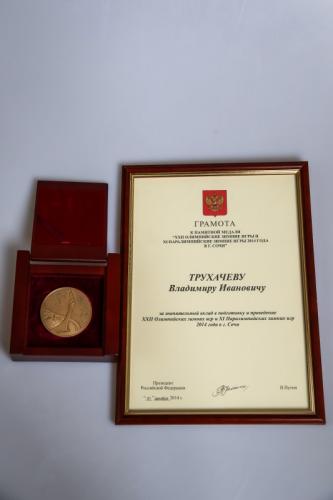 ГРАМОТА
К ПАМЯТНОЙ МЕДАЛИ
"XXII ОЛИМПИЙСКИЕ ЗИМНИЕ ИГРЫ И
XI ПАРАЛИМПИЙСКИЕ ЗИМНИЕ ИГРЫ 2014 ГОДА
В Г. СОЧИ"
ТРУХАЧЕВУ
Владимиру Ивановичу
за значительный вклад в подготовку и проведение
XXII Олимпийских зимних игр и XI Паралимпийских зимних игр
2014 года в г. Сочи
Президент
Российской Федерации
В.Путин
декабря 2014 г.